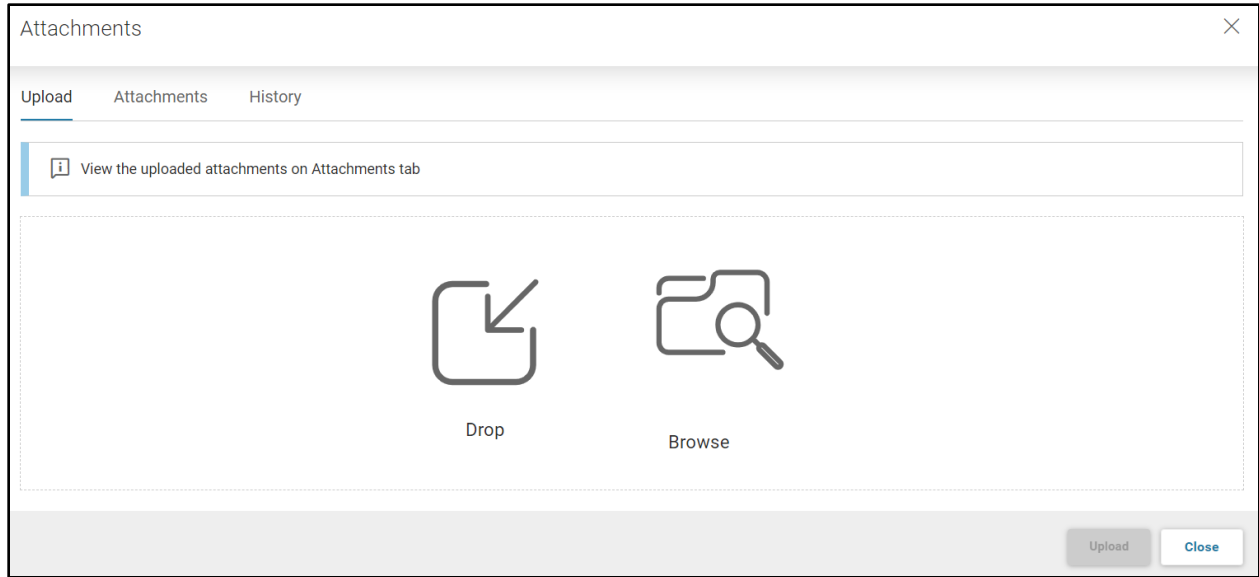 Attachments
Upload Attachments History
View the uploaded attachments on Attachments tab
Drop
Browse
Upload Close